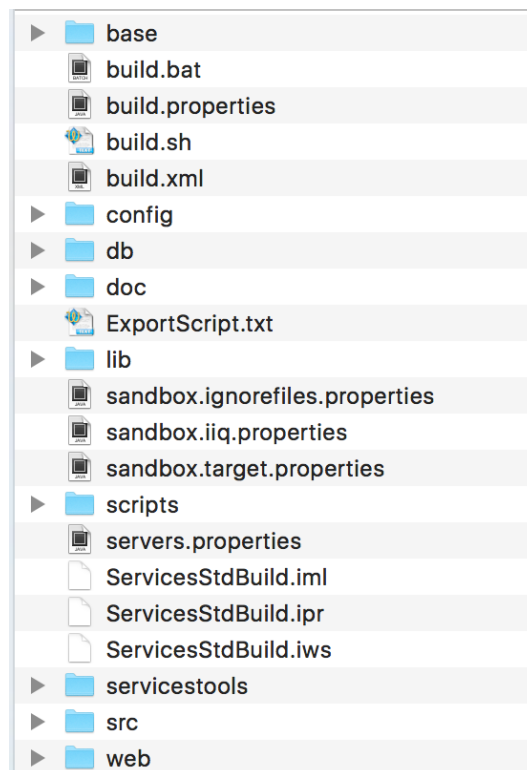 base
build.bat
build.properties
build.sh
build.xml
config
db
doc
ExportScript.txt
lib
sandbox.ignorefiles.properties
sandbox.iiq.properties
sandbox.target.properties
scripts
servers.properties
ServicesStdBuild.iml
ServicesStdBuild.ipr
ServicesStdBuild.iws
servicestools
src
web